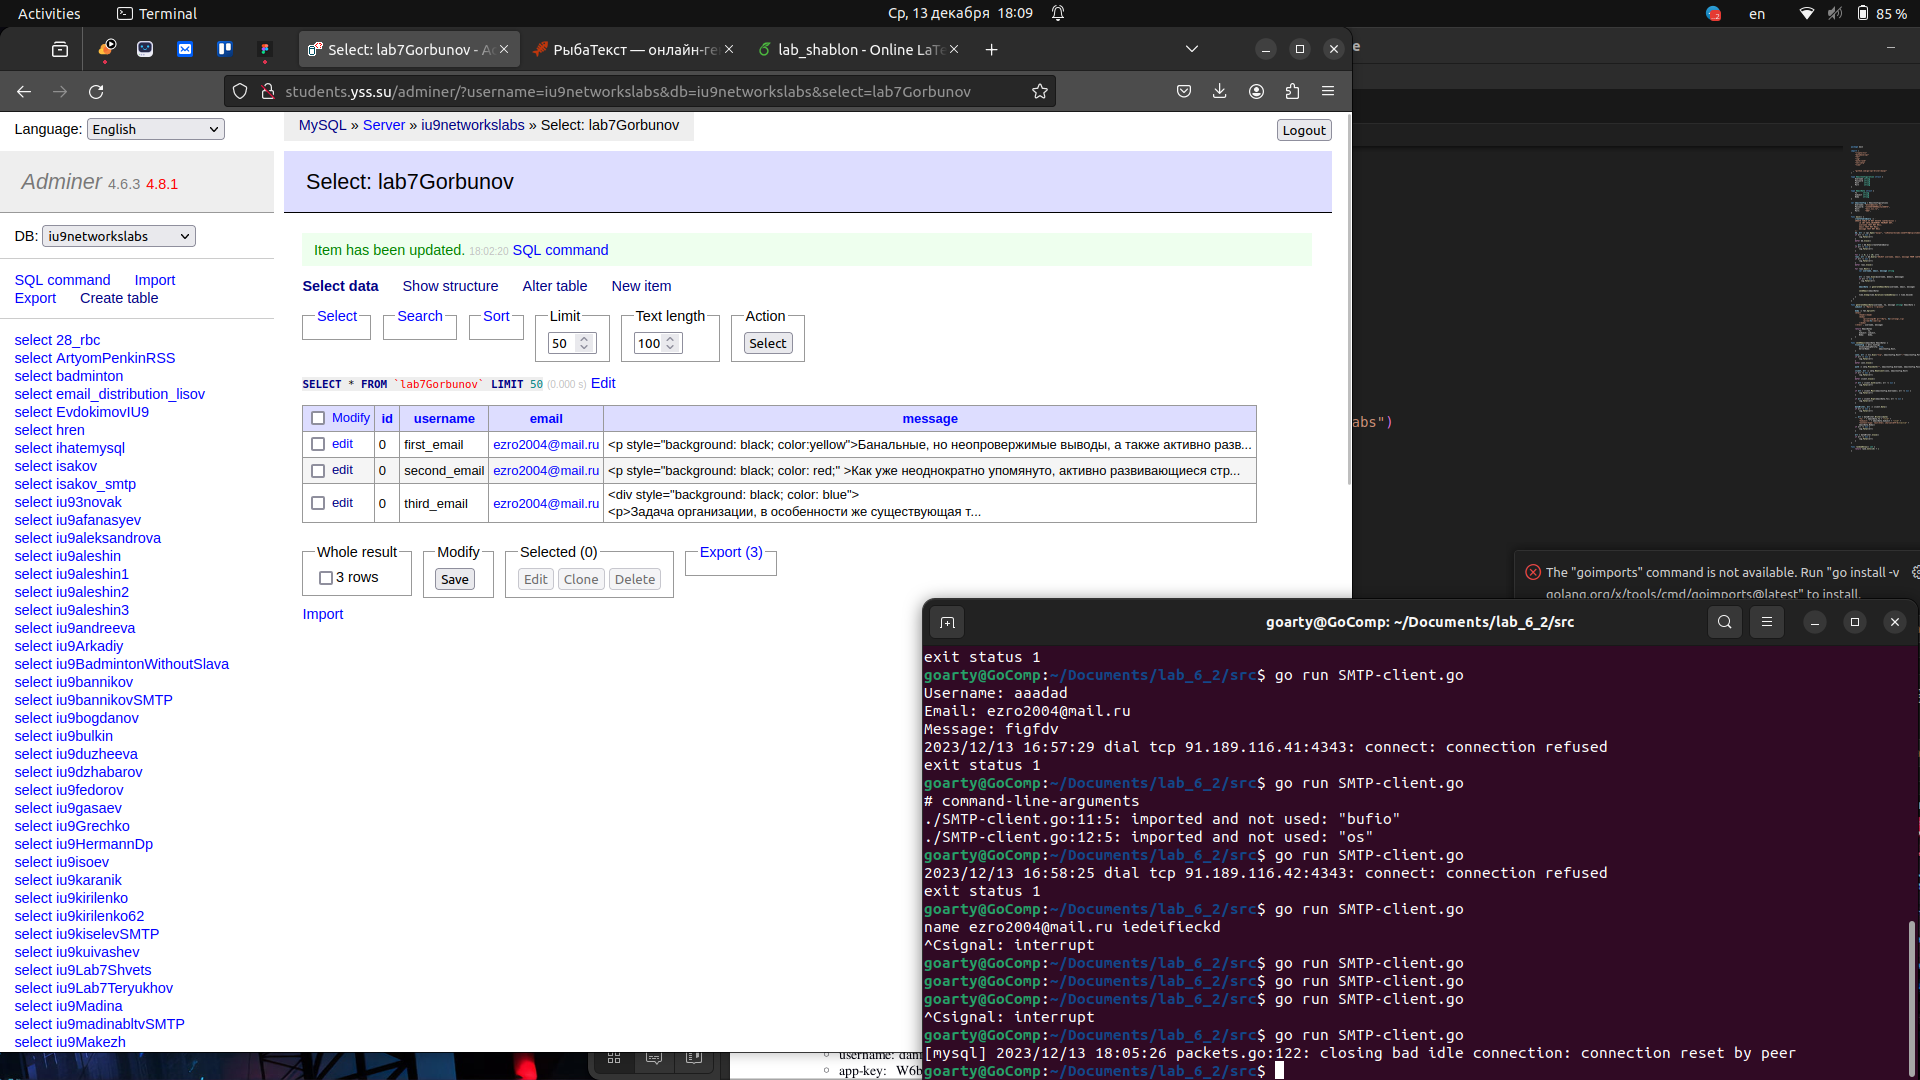 Activities
Terminal
Ср, 13 декабря 18:09
en
85 %
Select: lab7Gorbunov - A
РыбаТекст — онлайн-ге
lab_shablon - Online LaT
students.yss.su/adminer/?username=iu9networkslabs&db=iu9networkslabs&select=lab7Gorbunov
Language: English
MySQL » Server » iu9networkslabs » Select: lab7Gorbunov
Logout
Adminer 4.6.3 4.8.1
Select: lab7Gorbunov
DB: iu9networkslabs
Item has been updated. 18:02:20 SQL command
SQL command Import
Export Create table
Select data Show structure Alter table New item
Select Search Sort Limit Text length Action
50 100 Select
SELECT * FROM `lab7Gorbunov` LIMIT 50 (0.000 s) Edit
Modify id username email message
edit 0 first_email ezro2004@mail.ru <p style="background: black; color:yellow">Банальные, но неопровержимые выводы, а также активно разв...
edit 0 second_email ezro2004@mail.ru <p style="background: black; color: red;" >Как уже неоднократно упомянуто, активно развивающиеся стр...
edit 0 third_email ezro2004@mail.ru <div style="background: black; color: blue">
<p>Задача организации, в особенности же существующая т...
Whole result Modify Selected (0) Export (3)
3 rows Save Edit Clone Delete
Import
select 28_rbc
select ArtyomPenkinRSS
select badminton
select email_distribution_lisov
select EvdokimovIU9
select hren
select ihatemysql
select isakov
select isakov_smtp
select iu93novak
select iu9afanasyev
select iu9aleksandrova
select iu9aleshin
select iu9aleshin1
select iu9aleshin2
select iu9aleshin3
select iu9andreeva
select iu9Arkadiy
select iu9BadmintonWithoutSlava
select iu9bannikov
select iu9bannikovSMTP
select iu9bogdanov
select iu9bulkin
select iu9duzheeva
select iu9dzhabarov
select iu9fedorov
select iu9gasaev
select iu9Grechko
select iu9HermannDp
select iu9isoev
select iu9karanik
select iu9kirilenko
select iu9kirilenko62
select iu9kiselevSMTP
select iu9kuivashev
select iu9Lab7Shvets
select iu9Lab7Teryukhov
select iu9Madina
select iu9madinabltvSMTP
select iu9Makezh
e
abs")
The "goimports" command is not available. Run "go install -v
golang.org/x/tools/cmd/goimports@latest" to install.
goarty@GoComp: ~/Documents/lab_6_2/src
exit status 1
goarty@GoComp:~/Documents/lab_6_2/src$ go run SMTP-client.go
Username: aaadad
Email: ezro2004@mail.ru
Message: figfdv
2023/12/13 16:57:29 dial tcp 91.189.116.41:4343: connect: connection refused
exit status 1
goarty@GoComp:~/Documents/lab_6_2/src$ go run SMTP-client.go
# command-line-arguments
./SMTP-client.go:11:5: imported and not used: "bufio"
./SMTP-client.go:12:5: imported and not used: "os"
goarty@GoComp:~/Documents/lab_6_2/src$ go run SMTP-client.go
2023/12/13 16:58:25 dial tcp 91.189.116.42:4343: connect: connection refused
exit status 1
goarty@GoComp:~/Documents/lab_6_2/src$ go run SMTP-client.go
name ezro2004@mail.ru iedeifieckd
^Csignal: interrupt
goarty@GoComp:~/Documents/lab_6_2/src$ go run SMTP-client.go
goarty@GoComp:~/Documents/lab_6_2/src$ go run SMTP-client.go
goarty@GoComp:~/Documents/lab_6_2/src$ go run SMTP-client.go
^Csignal: interrupt
goarty@GoComp:~/Documents/lab_6_2/src$ go run SMTP-client.go
[mysql] 2023/12/13 18:05:26 packets.go:122: closing bad idle connection: connection reset by peer
goarty@GoComp:~/Documents/lab_6_2/src$
username: dani
app-key: W6b